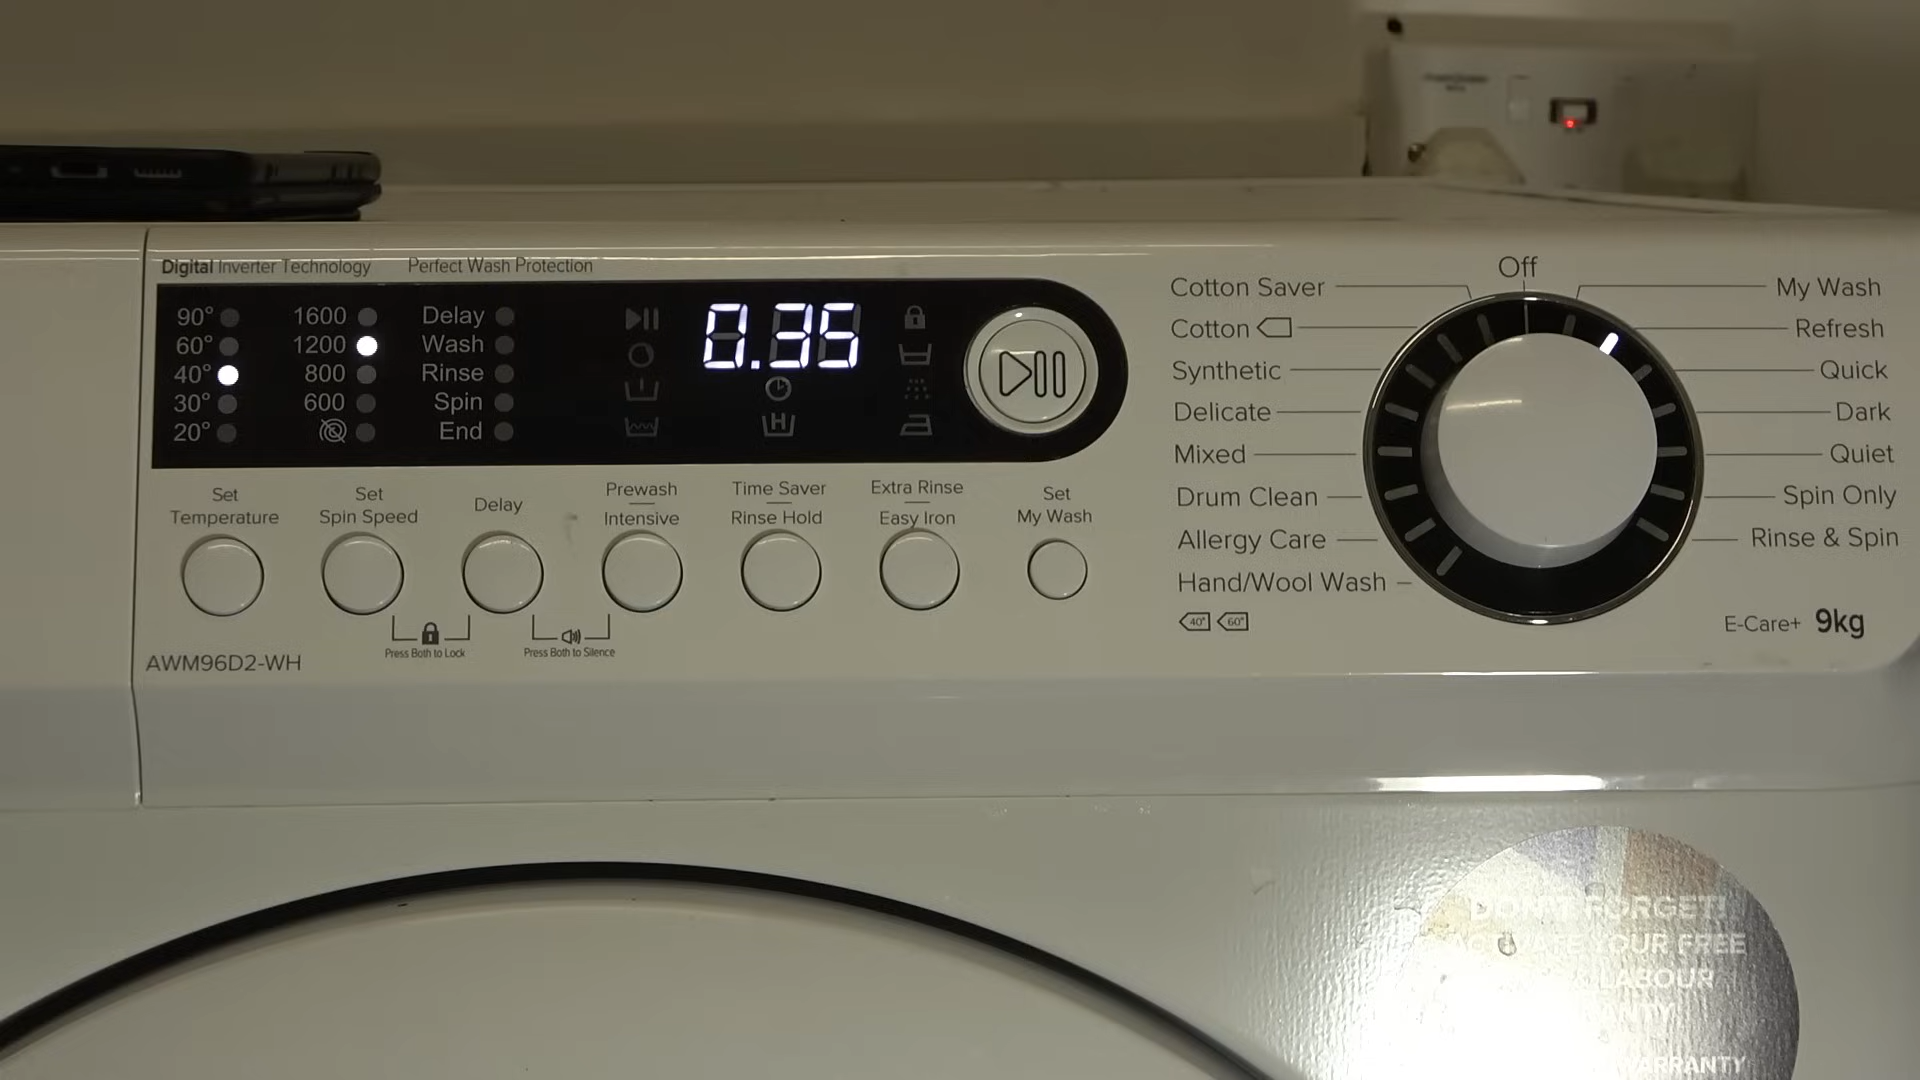 Digital Inverter Technology
Perfect Wash Protection
90° 1600 Delay
60° 1200 Wash
40° 800 Rinse
30° 600 Spin
20° End
0.35
H
Set Temperature
Set Spin Speed
Delay
Prewash
Intensive
Time Saver
Rinse Hold
Extra Rinse
Easy Iron
Set My Wash
Press Both to Lock
Press Both to Silence
AWM96D2-WH
Off
Cotton Saver
Cotton
Synthetic
Delicate
Mixed
Drum Clean
Allergy Care
Hand/Wool Wash
40° 60°
My Wash
Refresh
Quick
Dark
Quiet
Spin Only
Rinse & Spin
E-Care+ 9kg
DON'T FORGET!
ACTIVATE YOUR FREE
LABOUR
WARRANTY